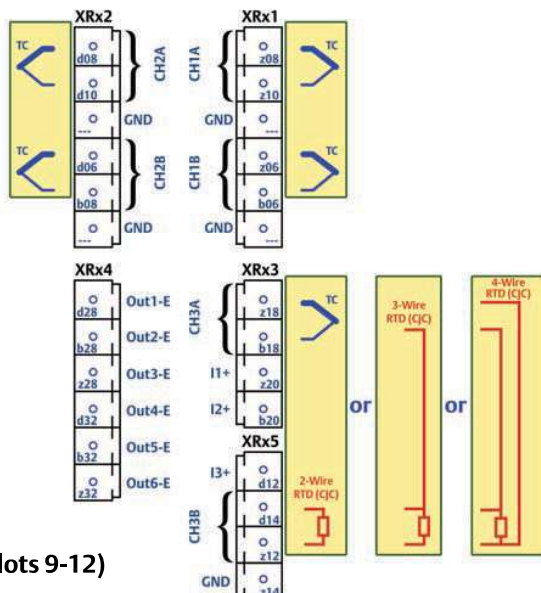 XRx2
XRx1
TC
d08
CH2A
CH1A
z08
TC
d10
z10
GND
GND
---
---
TC
d06
CH2B
CH1B
z06
TC
b08
b06
GND
GND
---
---
XRx4
XRx3
d28
Out1-E
CH3A
z18
TC
b28
Out2-E
b18
z28
Out3-E
I1+
z20
d32
Out4-E
I2+
b20
b32
Out5-E
XRx5
z32
Out6-E
I3+
d12
CH3B
d14
z12
GND
z14
2-Wire
RTD (CJC)
or
3-Wire
RTD (CJC)
or
4-Wire
RTD (CJC)
lots 9-12)